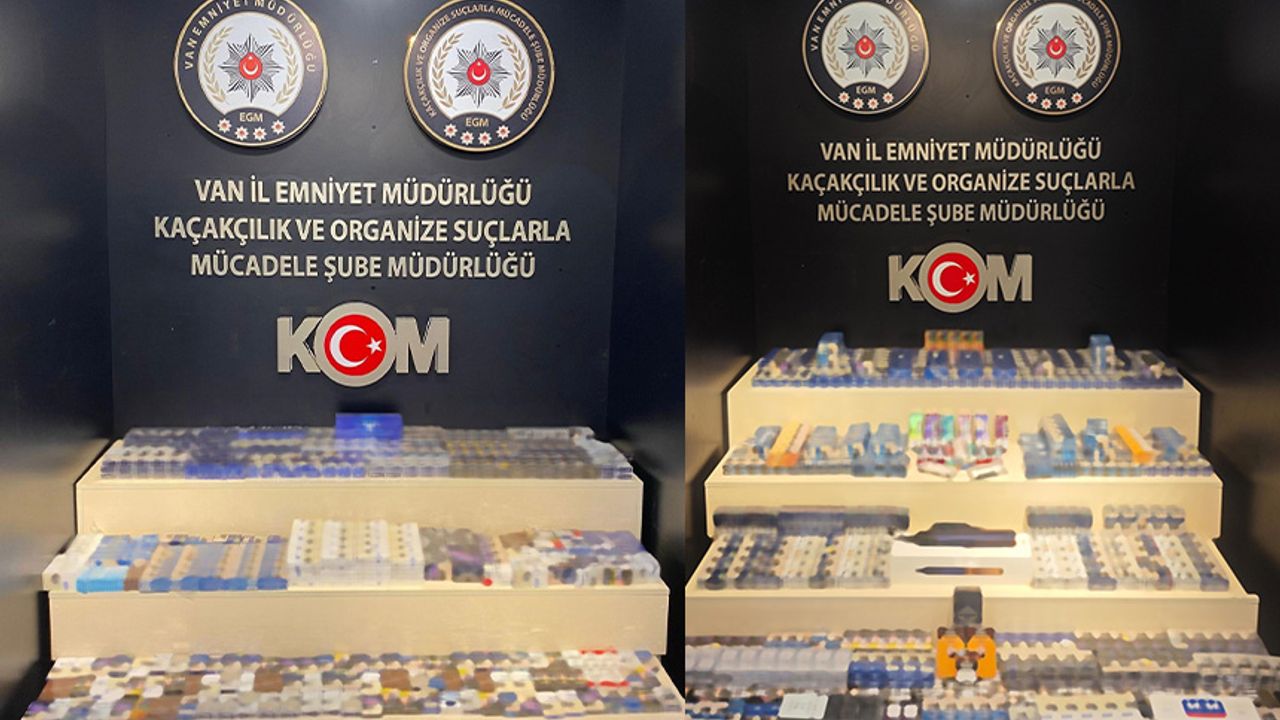 VAN EMNİYET MÜDÜRLÜĞÜ
EGM
KAÇAKÇILIK VE ORGANİZE SUÇLARLA MÜCADELE ŞUBE MÜDÜRLÜĞÜ
EGM
VAN İL EMNİYET MÜDÜRLÜĞÜ
KAÇAKÇILIK VE ORGANİZE SUÇLARLA
MÜCADELE ŞUBE MÜDÜRLÜĞÜ
KOM
VAN EMNİYET MÜDÜRLÜĞÜ
EGM
KAÇAKÇILIK VE ORGANİZE SUÇLARLA MÜCADELE ŞUBE MÜDÜRLÜĞÜ
EGM
VAN İL EMNİYET MÜDÜRLÜĞÜ
KAÇAKÇILIK VE ORGANİZE SUÇLARLA
MÜCADELE ŞUBE MÜDÜRLÜĞÜ
KOM